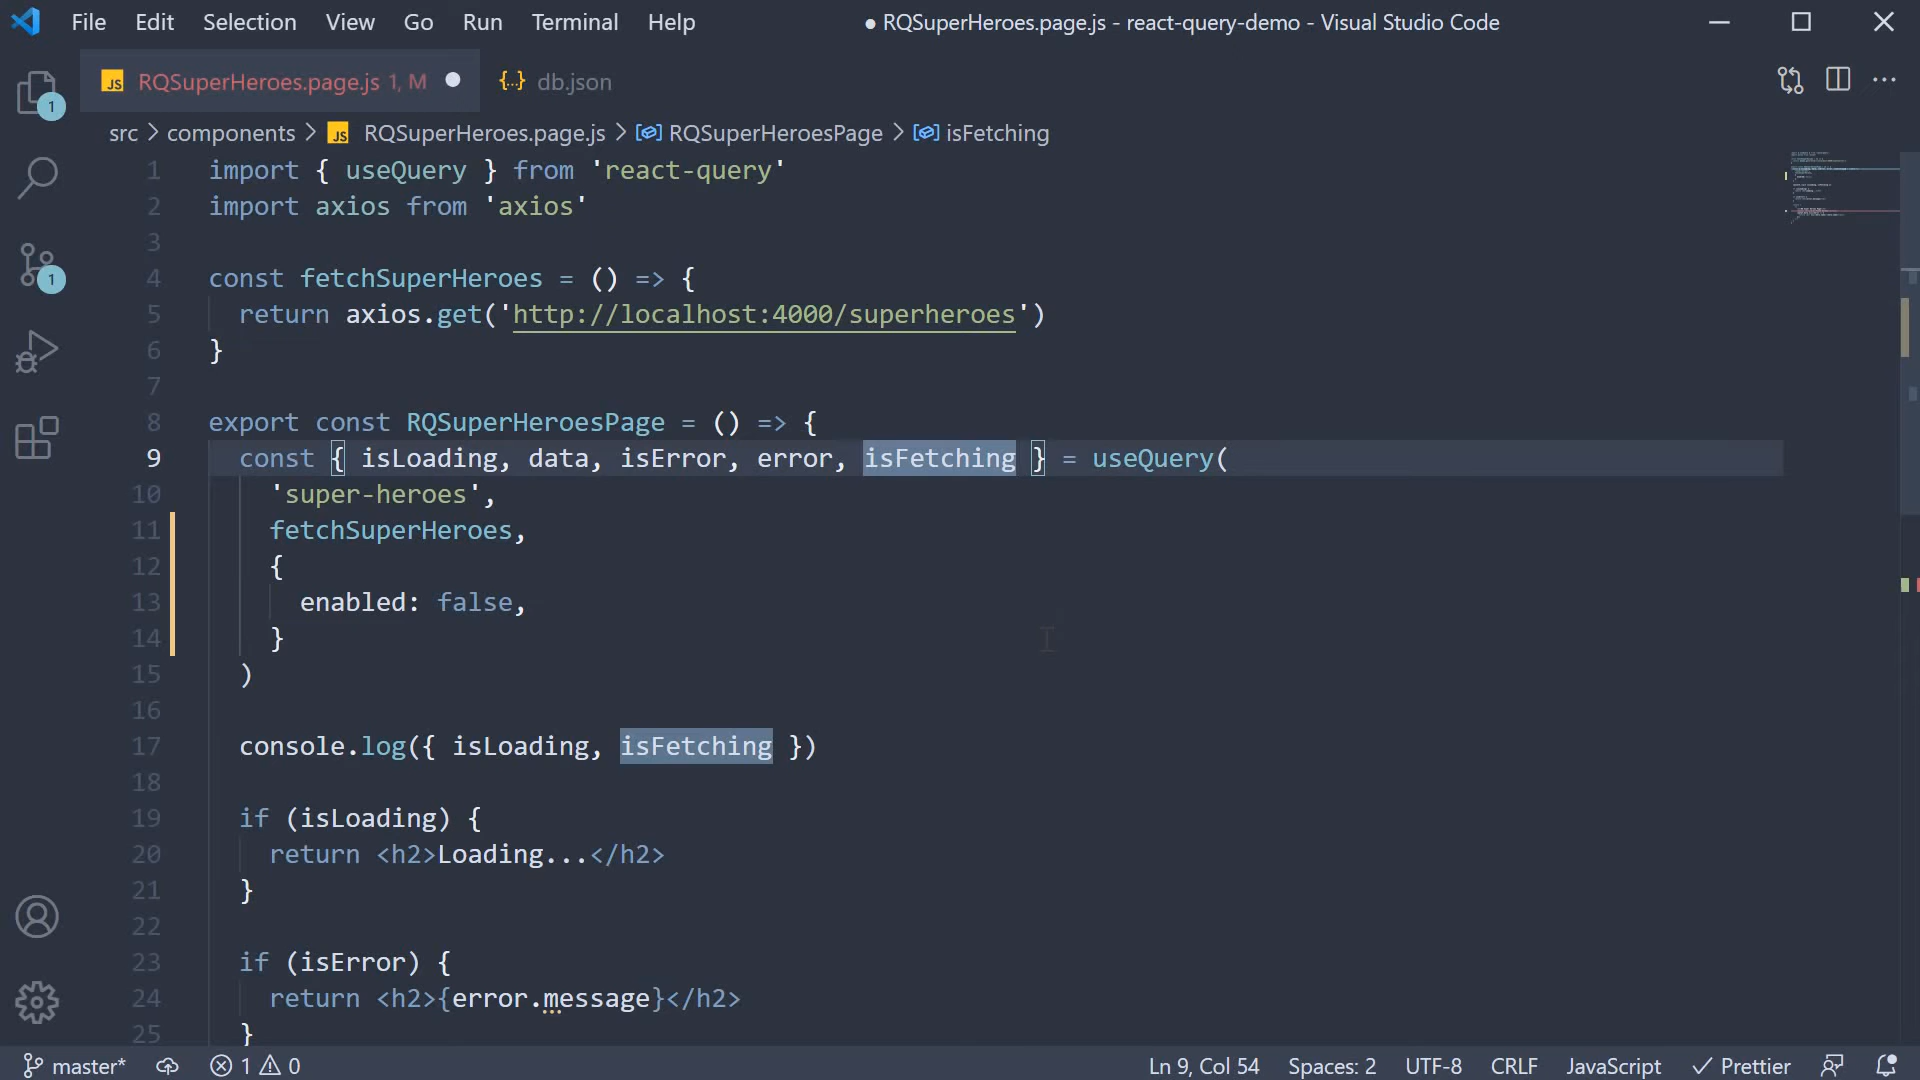 File Edit Selection View Go Run Terminal Help ● RQSuperHeroes.page.js - react-query-demo - Visual Studio Code
JS RQSuperHeroes.page.js 1, M {..} db.json
src > components > JS RQSuperHeroes.page.js > RQSuperHeroesPage > isFetching
1 import { useQuery } from 'react-query'
2 import axios from 'axios'
3
4 const fetchSuperHeroes = () => {
5 return axios.get('http://localhost:4000/superheroes')
6 }
7
8 export const RQSuperHeroesPage = () => {
9 const { isLoading, data, isError, error, isFetching } = useQuery(
10 'super-heroes',
11 fetchSuperHeroes,
12 {
13 enabled: false,
14 }
15 )
16
17 console.log({ isLoading, isFetching })
18
19 if (isLoading) {
20 return <h2>Loading...</h2>
21 }
22
23 if (isError) {
24 return <h2>{error.message}</h2>
25 }
1
1
master* 1 0 Ln 9, Col 54 Spaces: 2 UTF-8 CRLF JavaScript Prettier